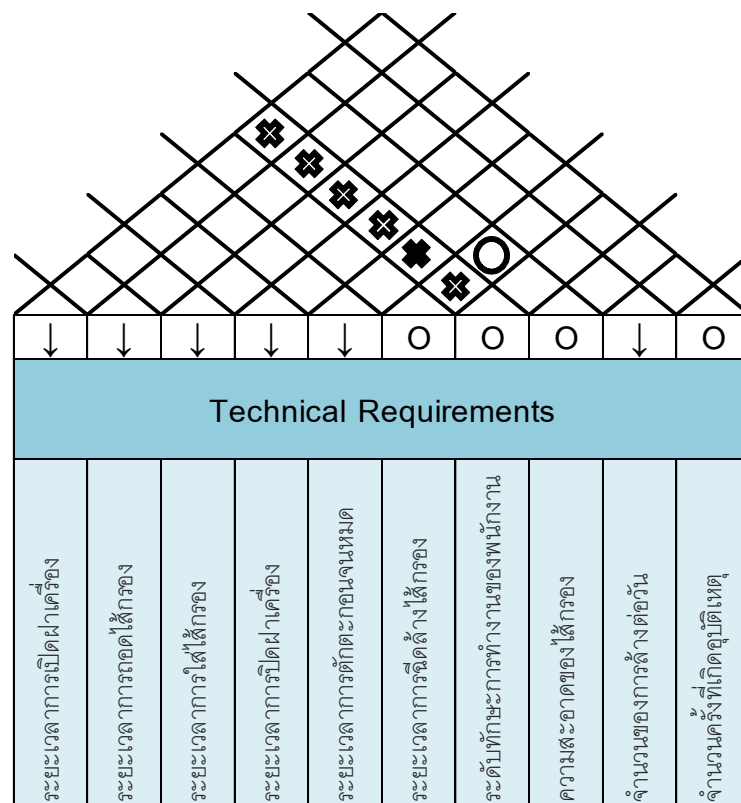 ↓ ↓ ↓ ↓ ↓ O O O ↓ O
Technical Requirements
ระยะเวลาการเปิดฝาเครื่อง
ระยะเวลาการถอดไส้กรอง
ระยะเวลาการใส่ไส้กรอง
ระยะเวลาการปิดฝาเครื่อง
ระยะเวลาการตักตะกอนจนหมด
ระยะเวลาการฉีดล้างไส้กรอง
ระดับทักษะการทำงานของพนักงาน
ความสะอาดของไส้กรอง
จำนวนของการล้างต่อวัน
จำนวนครั้งที่เกิดอุบัติเหตุ